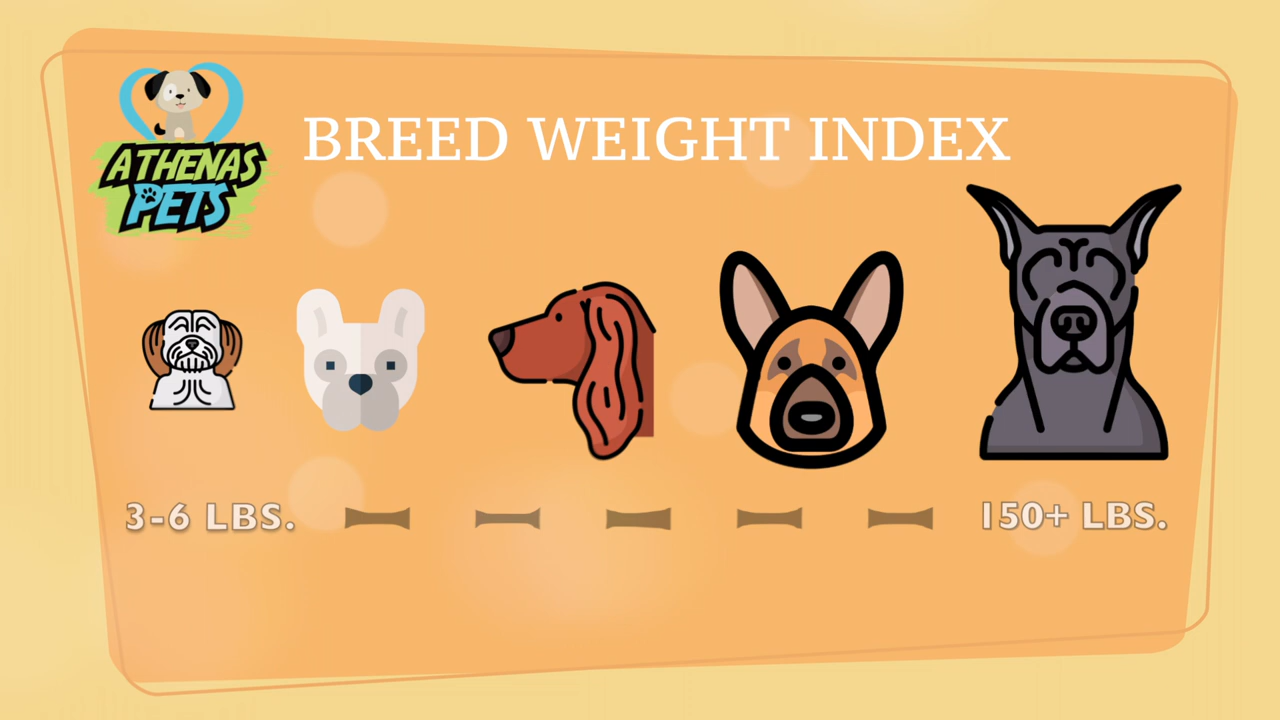 ATHENAS
PETS
BREED WEIGHT INDEX
3-6 LBS.
150+ LBS.